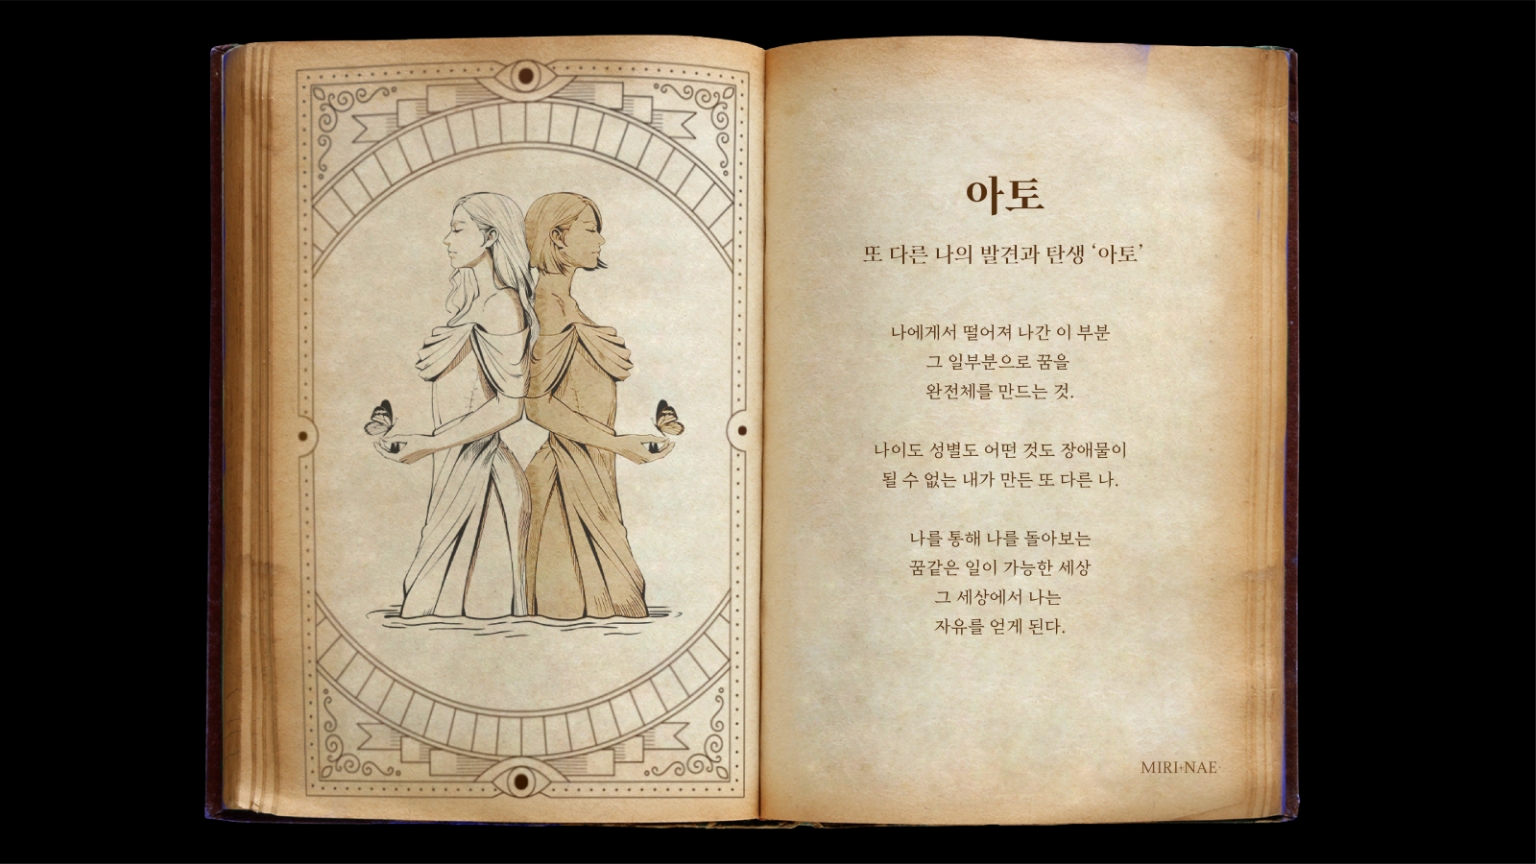 아토
또 다른 나의 발견과 탄생 ‘아토’
나에게서 떨어져 나간 이 부분
그 일부분으로 꿈을
완전체를 만드는 것.
나이도 성별도 어떤 것도 장애물이
될 수 없는 내가 만든 또 다른 나.
나를 통해 나를 돌아보는
꿈같은 일이 가능한 세상
그 세상에서 나는
자유를 얻게 된다.
MIRI+NAE